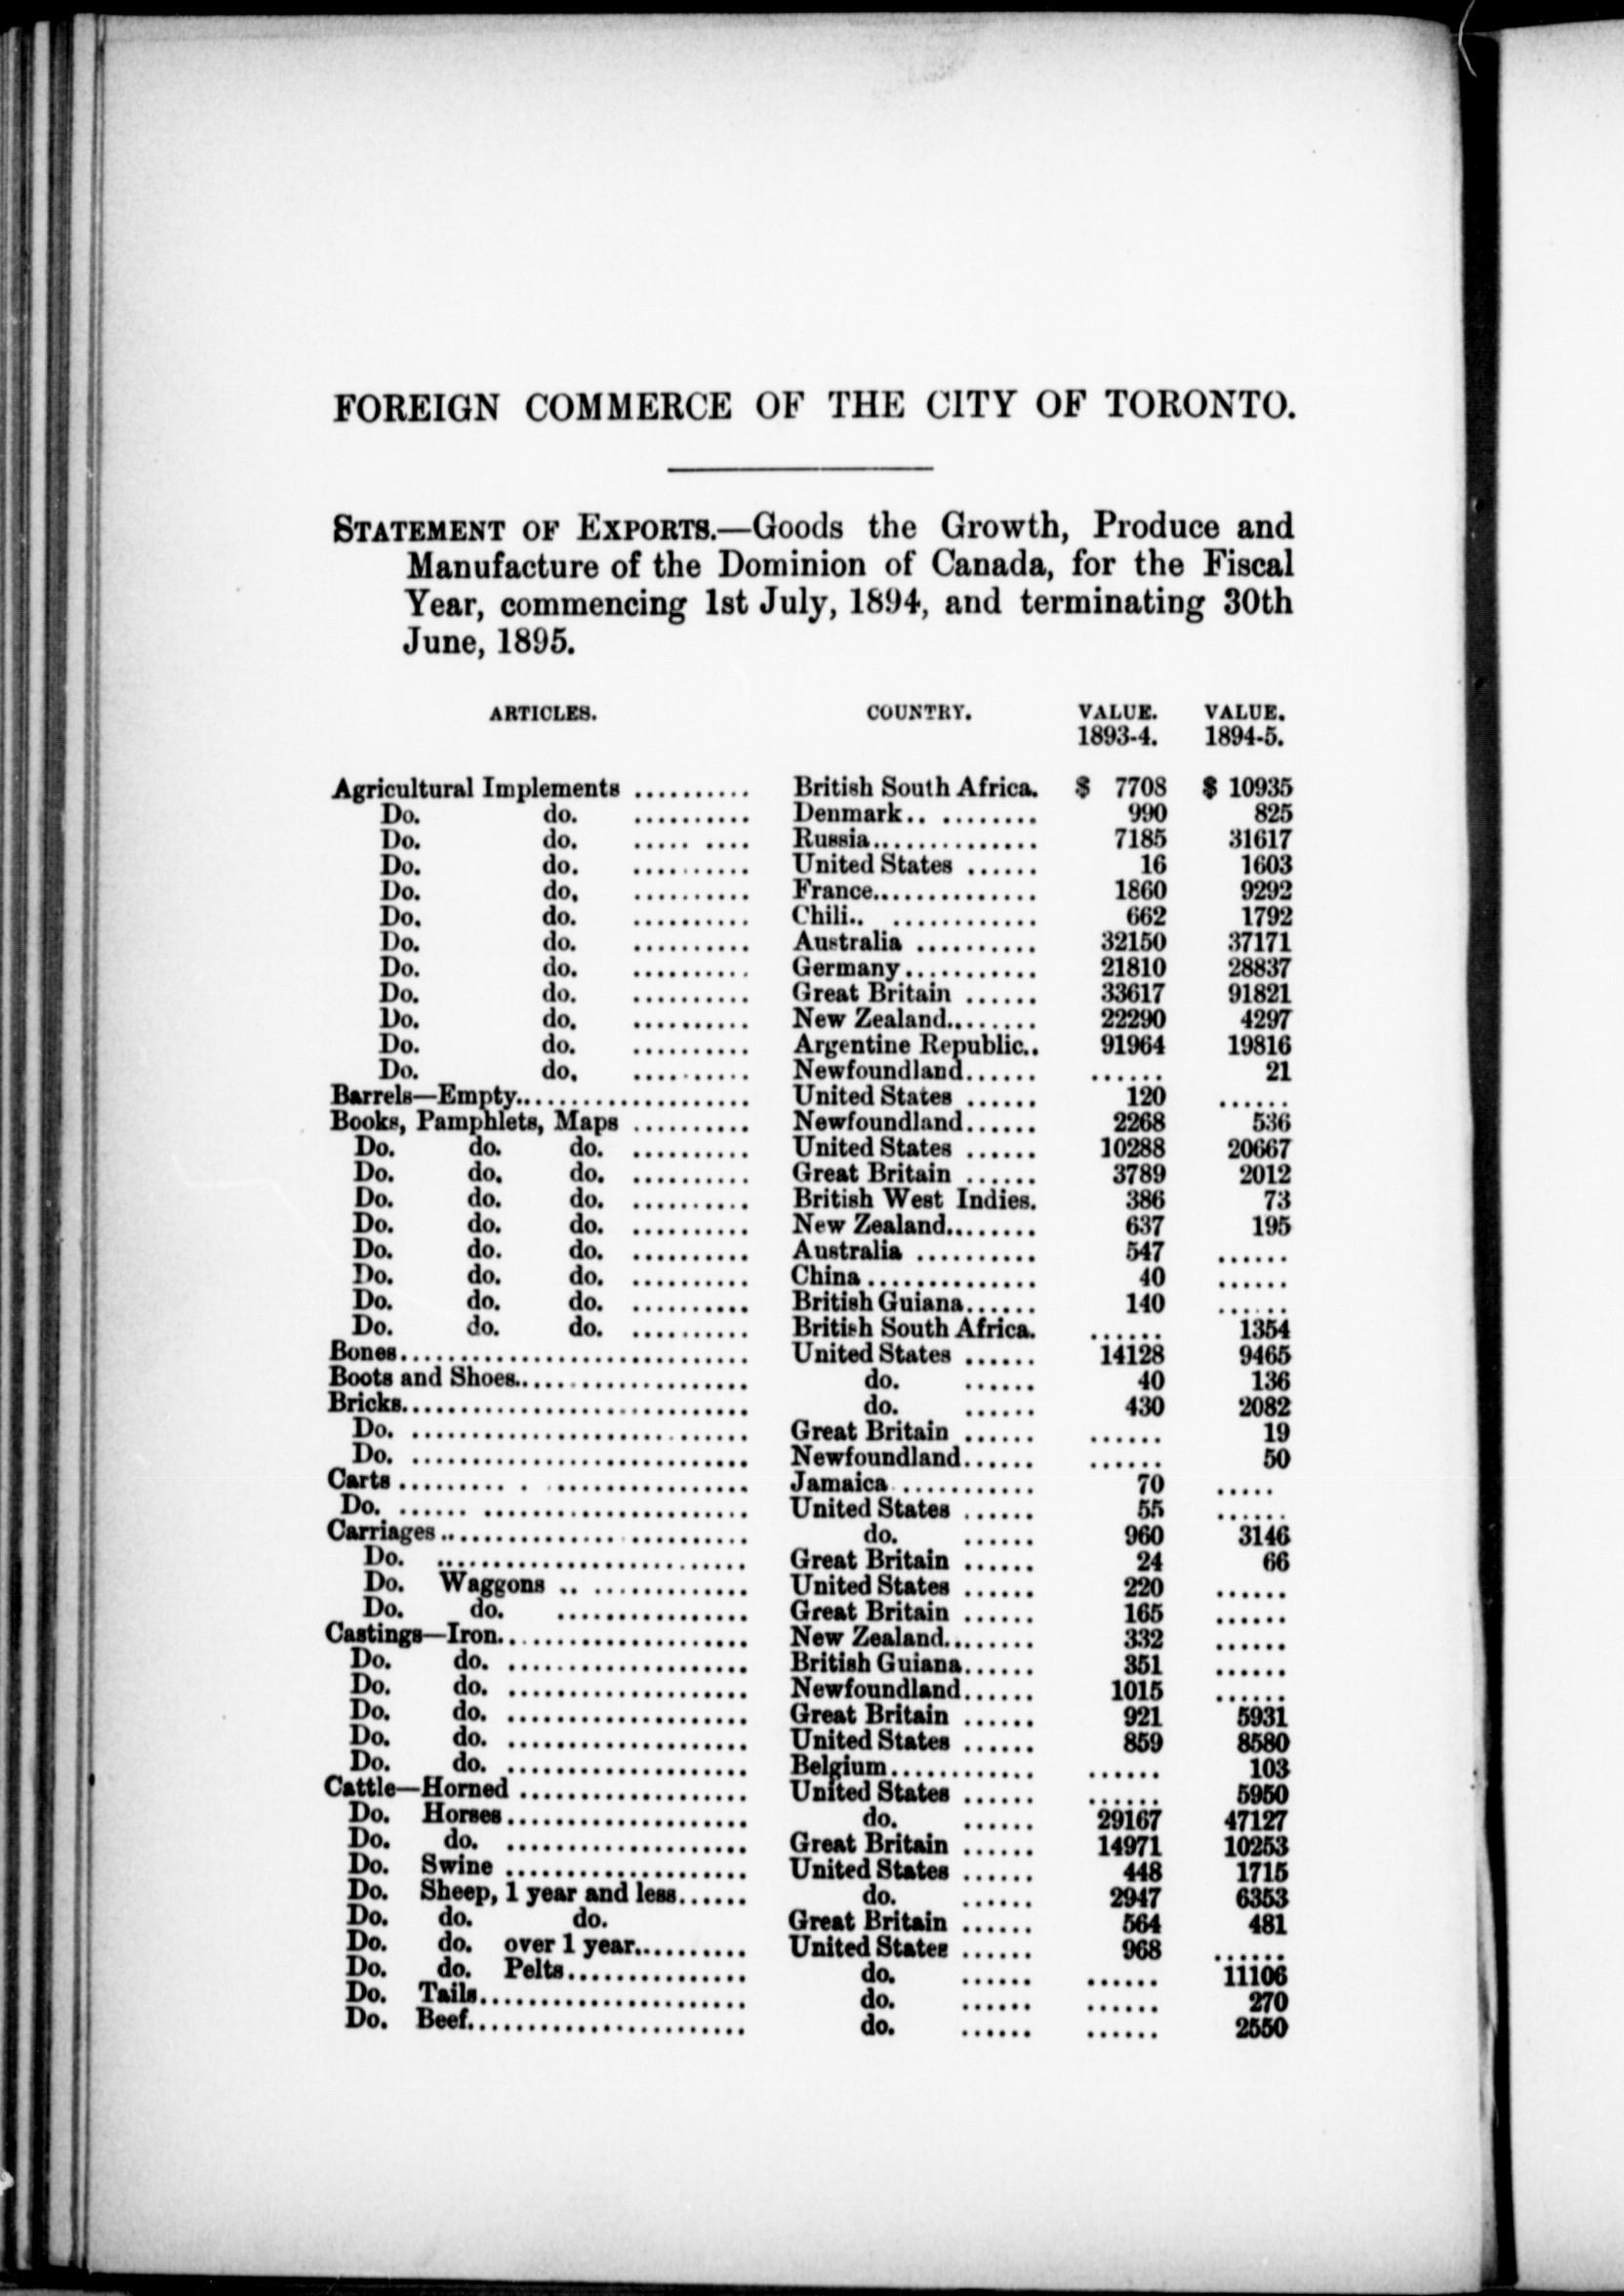 FOREIGN COMMERCE OF THE CITY OF TORONTO.
STATEMENT OF EXPORTS.—Goods the Growth, Produce and
Manufacture of the Dominion of Canada, for the Fiscal
Year, commencing 1st July, 1894, and terminating 30th
June, 1895.
ARTICLES. COUNTRY. VALUE. VALUE.
1893-4. 1894-5.
Agricultural Implements .......... British South Africa. $ 7708 $ 10935
Do. do. .......... Denmark.. ........ 990 825
Do. do. ..... .... Russia.............. 7185 31617
Do. do. .......... United States ...... 16 1603
Do. do, .......... France.............. 1860 9292
Do. do. .......... Chili.. ............ 662 1792
Do. do. .......... Australia .......... 32150 37171
Do. do. .......... Germany........... 21810 28837
Do. do. .......... Great Britain ...... 33617 91821
Do. do. .......... New Zealand........ 22290 4297
Do. do. .......... Argentine Republic.. 91964 19816
Do. do. .......... Newfoundland...... ...... 21
Barrels—Empty.................... United States ...... 120 ......
Books, Pamphlets, Maps .......... Newfoundland...... 2268 536
Do. do. do. .......... United States ...... 10288 20667
Do. do. do. .......... Great Britain ...... 3789 2012
Do. do. do. .......... British West Indies. 386 73
Do. do. do. .......... New Zealand........ 637 195
Do. do. do. .......... Australia .......... 547 ......
Do. do. do. .......... China.............. 40 ......
Do. do. do. .......... British Guiana...... 140 ......
Do. do. do. .......... British South Africa. ...... 1354
Bones.............................. United States ...... 14128 9465
Boots and Shoes.................... do. ...... 40 136
Bricks.............................. do. ...... 430 2082
Do. ............................. Great Britain ...... ...... 19
Do. ............................. Newfoundland...... ...... 50
Carts ......... . ................. Jamaica ........... 70 .....
Do. ...... ....................... United States ...... 55 ......
Carriages........................... do. ...... 960 3146
Do. ........................... Great Britain ...... 24 66
Do. Waggons .. ............. United States ...... 220 ......
Do. do. ................ Great Britain ...... 165 ......
Castings—Iron..................... New Zealand........ 332 ......
Do. do. .................... British Guiana...... 351 ......
Do. do. .................... Newfoundland...... 1015 ......
Do. do. .................... Great Britain ...... 921 5931
Do. do. .................... United States ...... 859 8580
Do. do. .................... Belgium............ ...... 103
Cattle—Horned ................... United States ...... ...... 5950
Do. Horses.................... do. ...... 29167 47127
Do. do. .................... Great Britain ...... 14971 10253
Do. Swine .................... United States ...... 448 1715
Do. Sheep, 1 year and less...... do. ...... 2947 6353
Do. do. do. Great Britain ...... 564 481
Do. do. over 1 year.......... United States ...... 968 ......
Do. do. Pelts............... do. ...... ...... 11106
Do. Tails...................... do. ...... ...... 270
Do. Beef....................... do. ...... ...... 2550